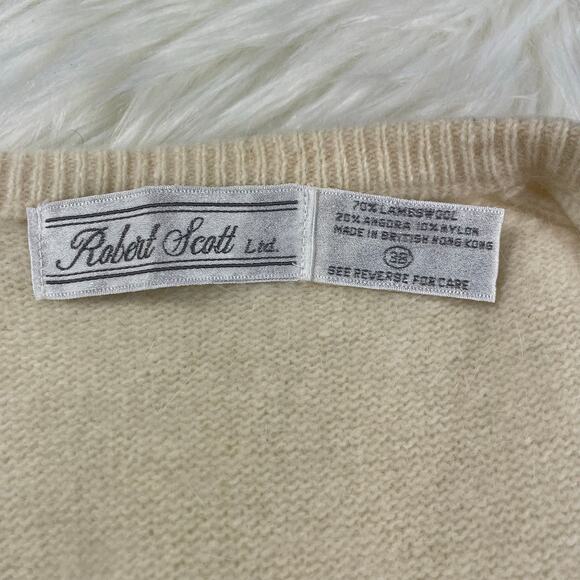 Robert Scott Ltd.
70% LAMBSWOOL
20% ANGORA 10% NYLON
MADE IN BRITISH HONG KONG
38
SEE REVERSE FOR CARE